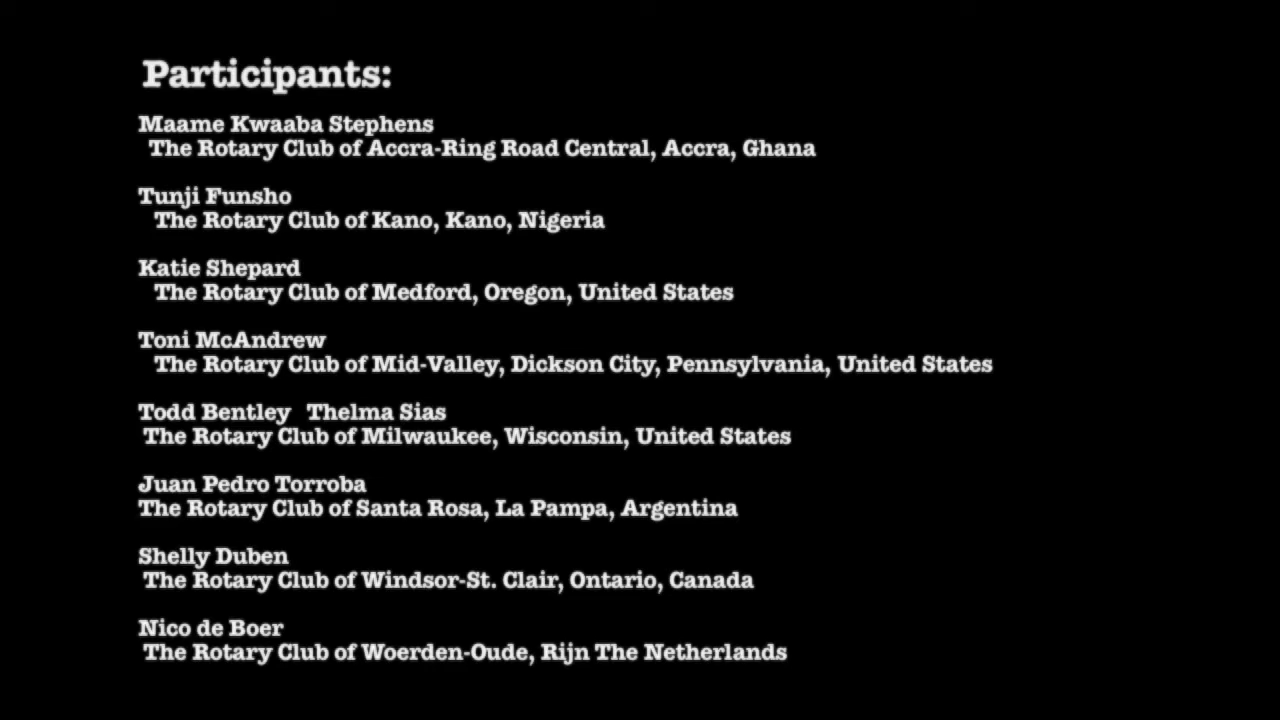 Participants:
Maame Kwaaba Stephens
The Rotary Club of Accra-Ring Road Central, Accra, Ghana
Tunji Funsho
The Rotary Club of Kano, Kano, Nigeria
Katie Shepard
The Rotary Club of Medford, Oregon, United States
Toni McAndrew
The Rotary Club of Mid-Valley, Dickson City, Pennsylvania, United States
Todd Bentley Thelma Sias
The Rotary Club of Milwaukee, Wisconsin, United States
Juan Pedro Torroba
The Rotary Club of Santa Rosa, La Pampa, Argentina
Shelly Duben
The Rotary Club of Windsor-St. Clair, Ontario, Canada
Nico de Boer
The Rotary Club of Woerden-Oude, Rijn The Netherlands